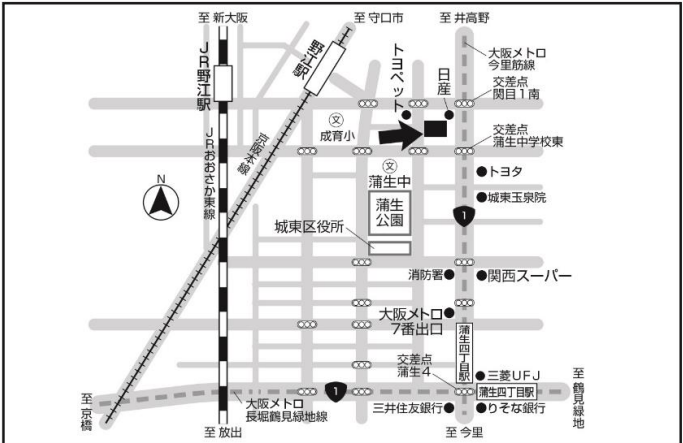 至 新大阪
至 守口市
至 井高野
大阪メトロ
今里筋線
JR野江駅
野江駅
トヨペット
日産
交差点
関目1南
文
成育小
交差点
蒲生中学校東
JRおおさか東線
京阪本線
文
蒲生中
トヨタ
城東玉泉院
N
蒲生
公園
城東区役所
1
消防署
関西スーパー
大阪メトロ
7番出口
蒲生四丁目駅
交差点
蒲生4
三菱UFJ
至 鶴見緑地
至 京橋
大阪メトロ
長堀鶴見緑地線
1
蒲生四丁目駅
三井住友銀行
りそな銀行
至 放出
至 今里